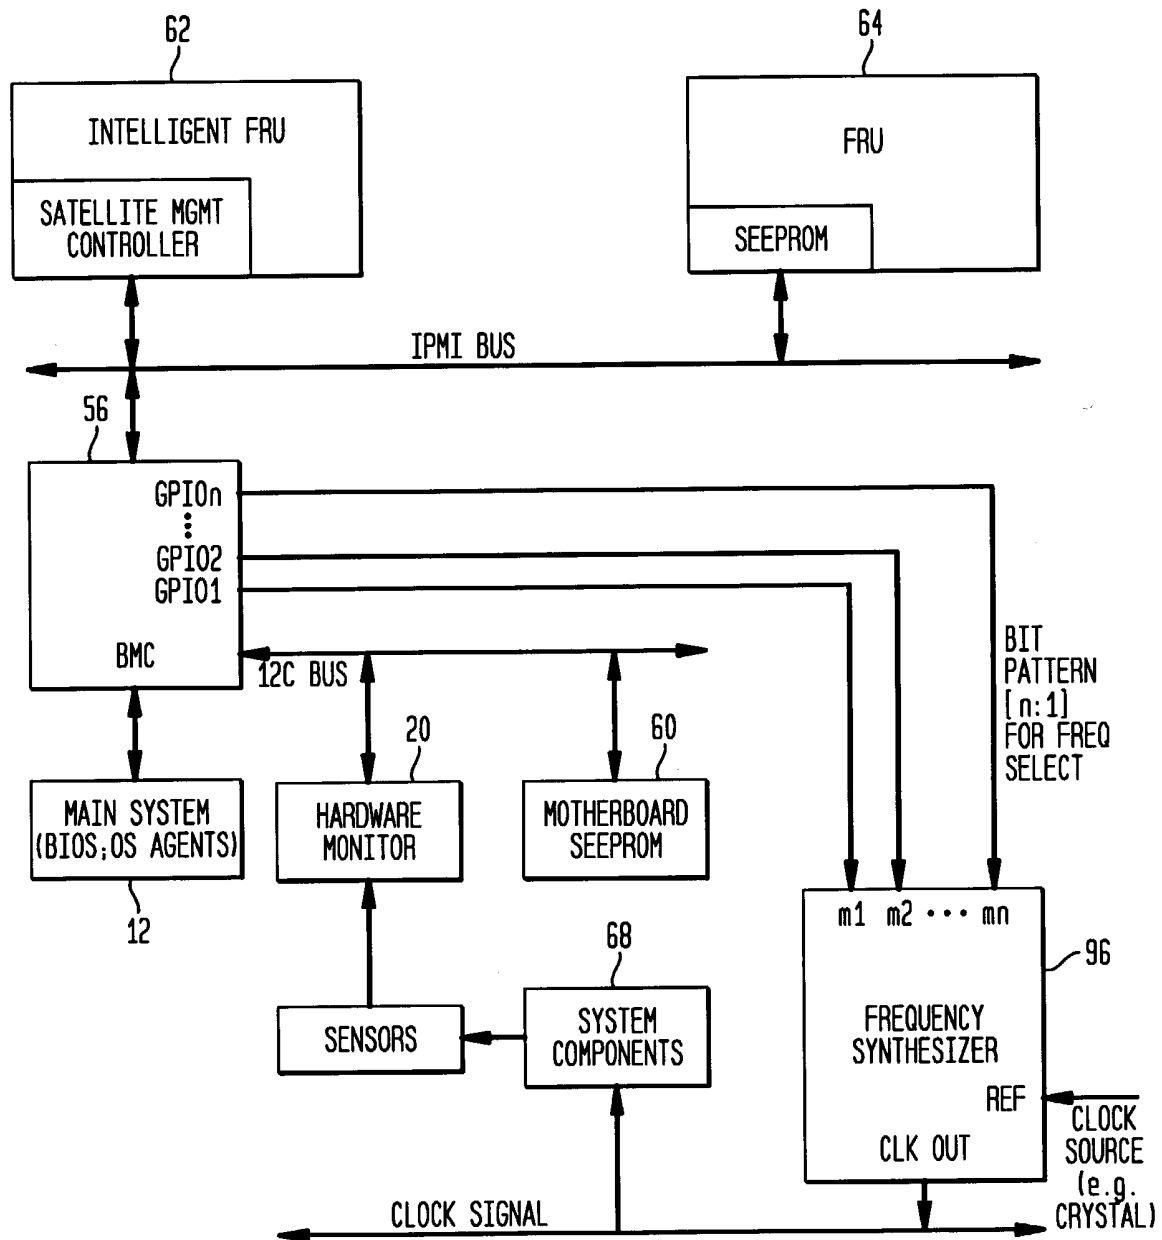 62
64
INTELLIGENT FRU
FRU
SATELLITE MGMT
CONTROLLER
SEEPROM
IPMI BUS
56
GPIOn
GPIO2
GPIO1
BMC
12C BUS
BIT
PATTERN
[n:1]
FOR FREQ
SELECT
20
60
MAIN SYSTEM
(BIOS;OS AGENTS)
HARDWARE
MONITOR
MOTHERBOARD
SEEPROM
12
m1 m2 ••• mn
68
96
SENSORS
SYSTEM
COMPONENTS
FREQUENCY
SYNTHESIZER
REF
CLK OUT
CLOCK
SOURCE
(e.g.
CRYSTAL)
CLOCK SIGNAL